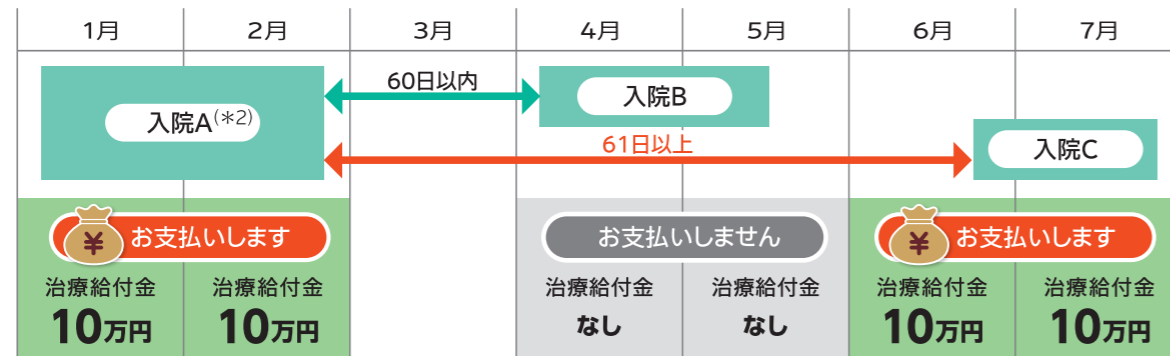 1月 2月 3月 4月 5月 6月 7月
60日以内
入院A(*2)
入院B
61日以上
入院C
¥ お支払いします お支払いしません ¥ お支払いします
治療給付金 治療給付金 治療給付金 治療給付金 治療給付金 治療給付金
10万円 10万円 なし なし 10万円 10万円